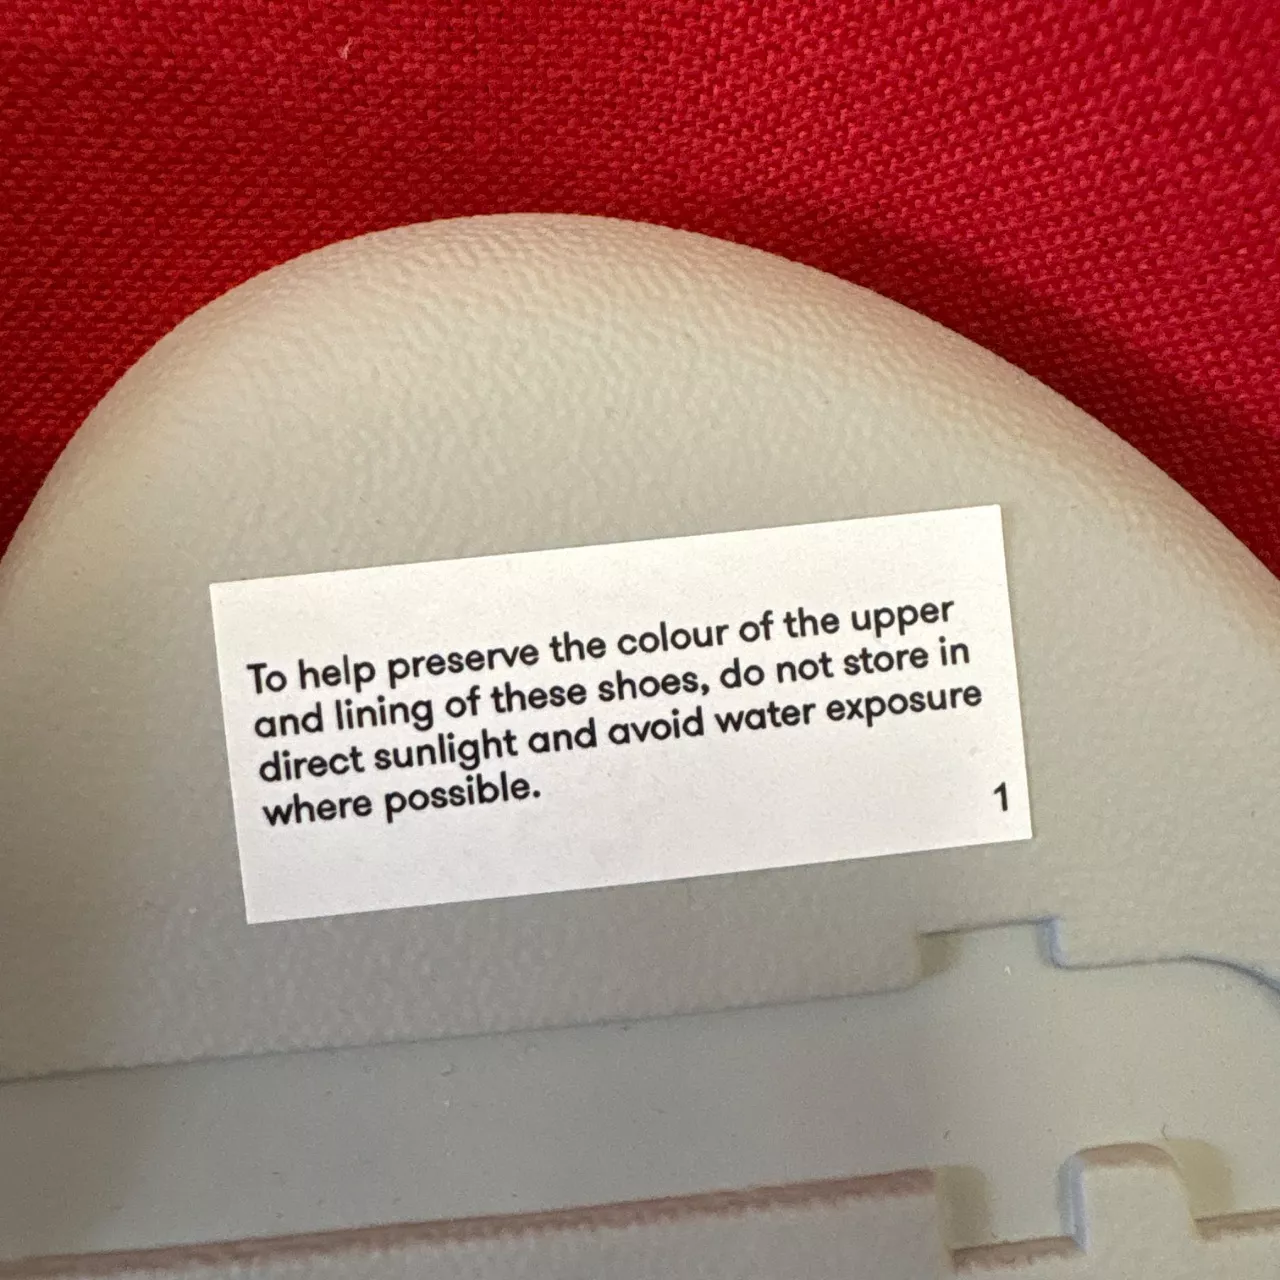 To help preserve the colour of the upper
and lining of these shoes, do not store in
direct sunlight and avoid water exposure
where possible.
1